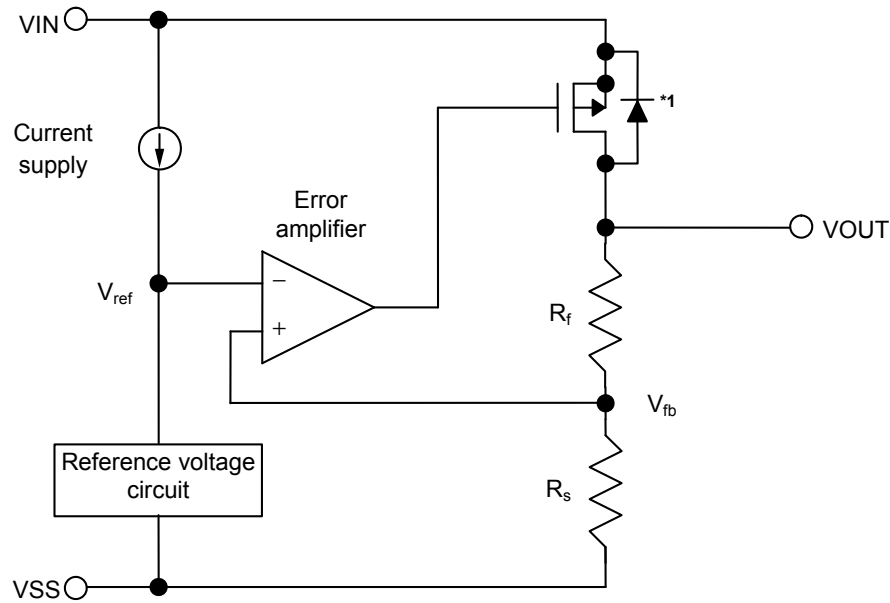 VIN
*1
Current
supply
Error
amplifier
VOUT
Vref
−
+
Rf
Vfb
Reference voltage
circuit
Rs
VSS